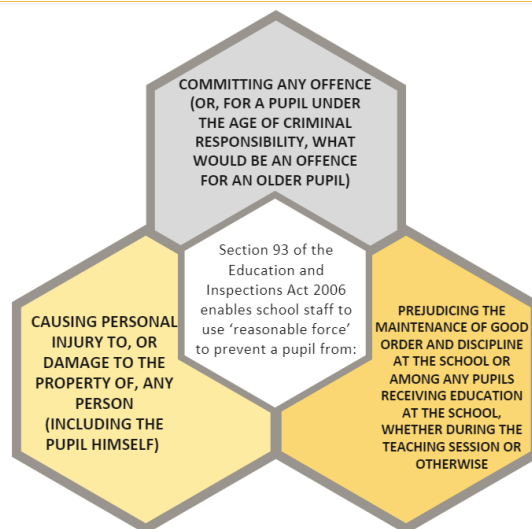 COMMITTING ANY OFFENCE
(OR, FOR A PUPIL UNDER
THE AGE OF CRIMINAL
RESPONSIBILITY, WHAT
WOULD BE AN OFFENCE
FOR AN OLDER PUPIL)
Section 93 of the
Education and
Inspections Act 2006
enables school staff to
use ‘reasonable force’
to prevent a pupil from:
CAUSING PERSONAL
INJURY TO, OR
DAMAGE TO THE
PROPERTY OF, ANY
PERSON
(INCLUDING THE
PUPIL HIMSELF)
PREJUDICING THE
MAINTENANCE OF GOOD
ORDER AND DISCIPLINE
AT THE SCHOOL OR
AMONG ANY PUPILS
RECEIVING EDUCATION
AT THE SCHOOL,
WHETHER DURING THE
TEACHING SESSION OR
OTHERWISE